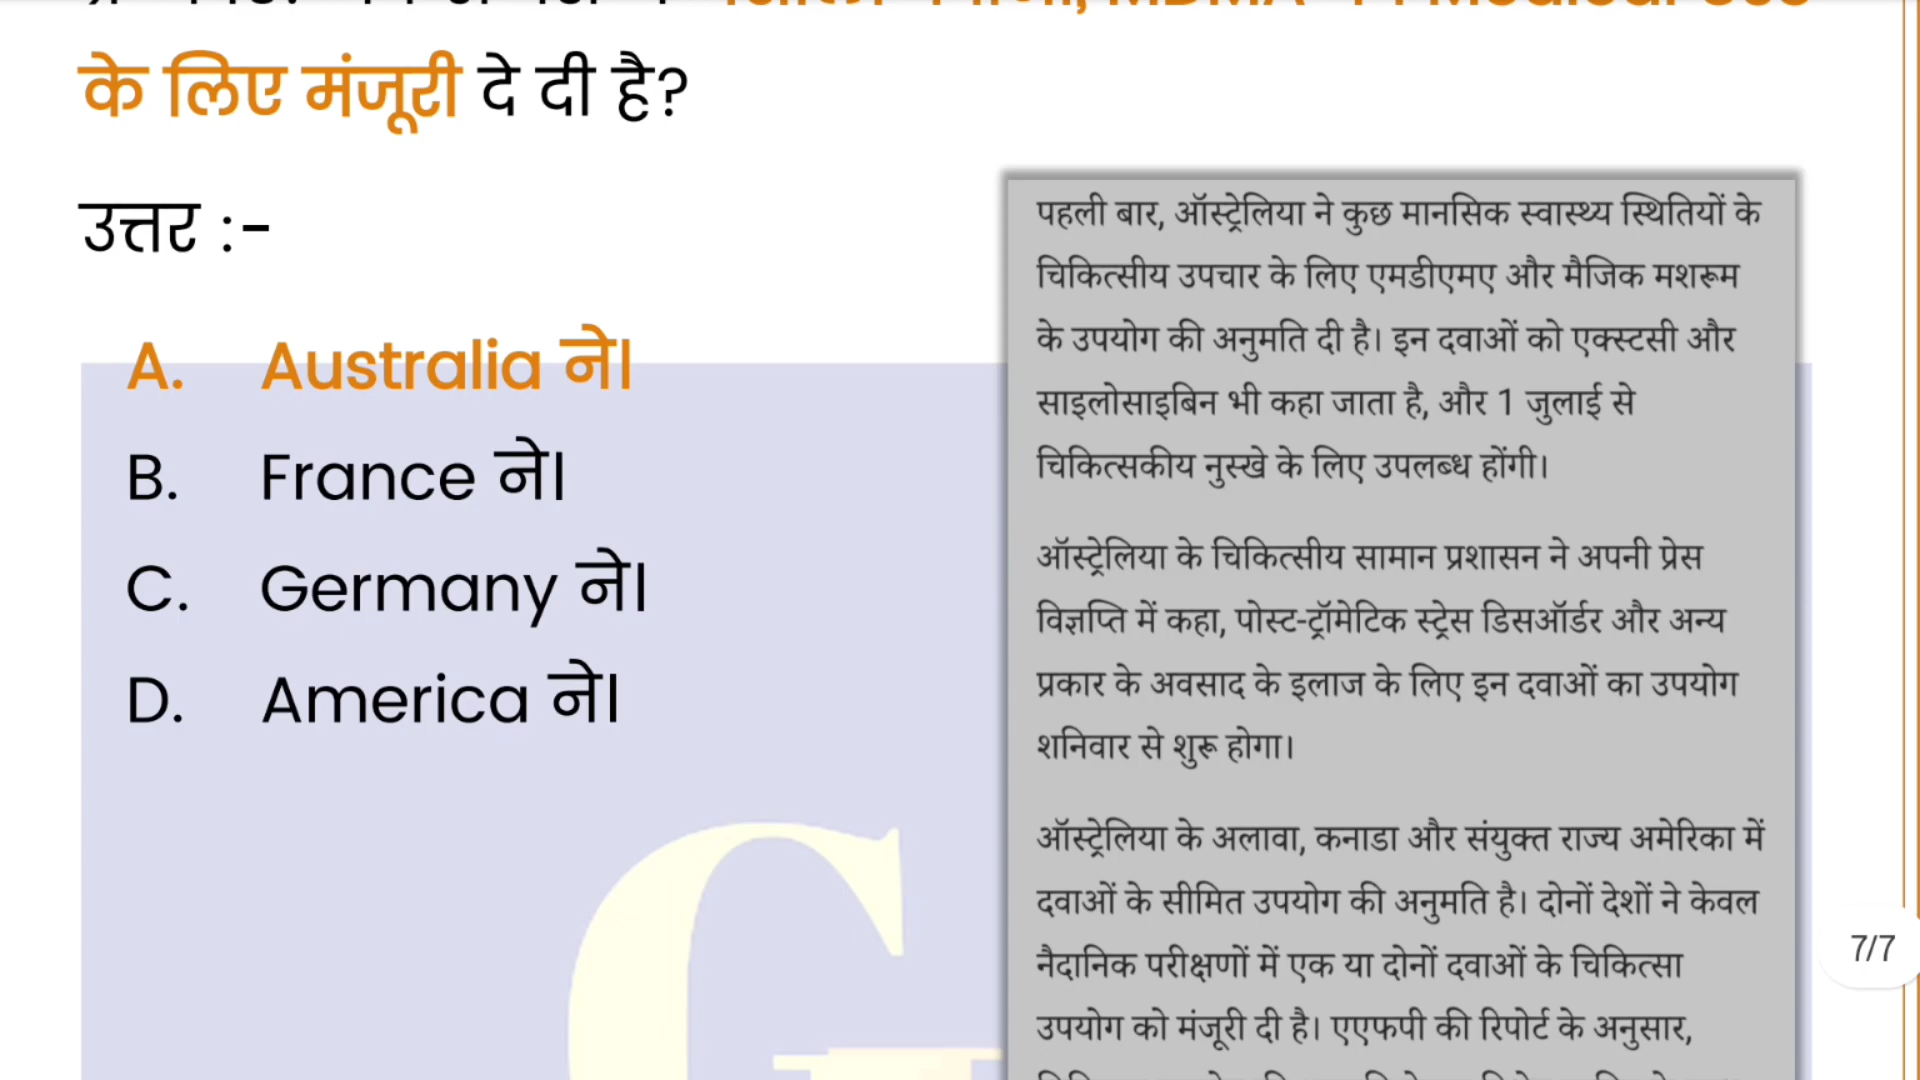 के लिए मंजूरी दे दी है?
उत्तर :-
A. Australia ने।
B. France ने।
C. Germany ने।
D. America ने।
पहली बार, ऑस्ट्रेलिया ने कुछ मानसिक स्वास्थ्य स्थितियों के
चिकित्सीय उपचार के लिए एमडीएमए और मैजिक मशरूम
के उपयोग की अनुमति दी है। इन दवाओं को एक्स्टसी और
साइलोसाइबिन भी कहा जाता है, और 1 जुलाई से
चिकित्सकीय नुस्खे के लिए उपलब्ध होंगी।
ऑस्ट्रेलिया के चिकित्सीय सामान प्रशासन ने अपनी प्रेस
विज्ञप्ति में कहा, पोस्ट-ट्रॉमेटिक स्ट्रेस डिसऑर्डर और अन्य
प्रकार के अवसाद के इलाज के लिए इन दवाओं का उपयोग
शनिवार से शुरू होगा।
ऑस्ट्रेलिया के अलावा, कनाडा और संयुक्त राज्य अमेरिका में
दवाओं के सीमित उपयोग की अनुमति है। दोनों देशों ने केवल
नैदानिक परीक्षणों में एक या दोनों दवाओं के चिकित्सा
उपयोग को मंजूरी दी है। एएफपी की रिपोर्ट के अनुसार,
7/7
G